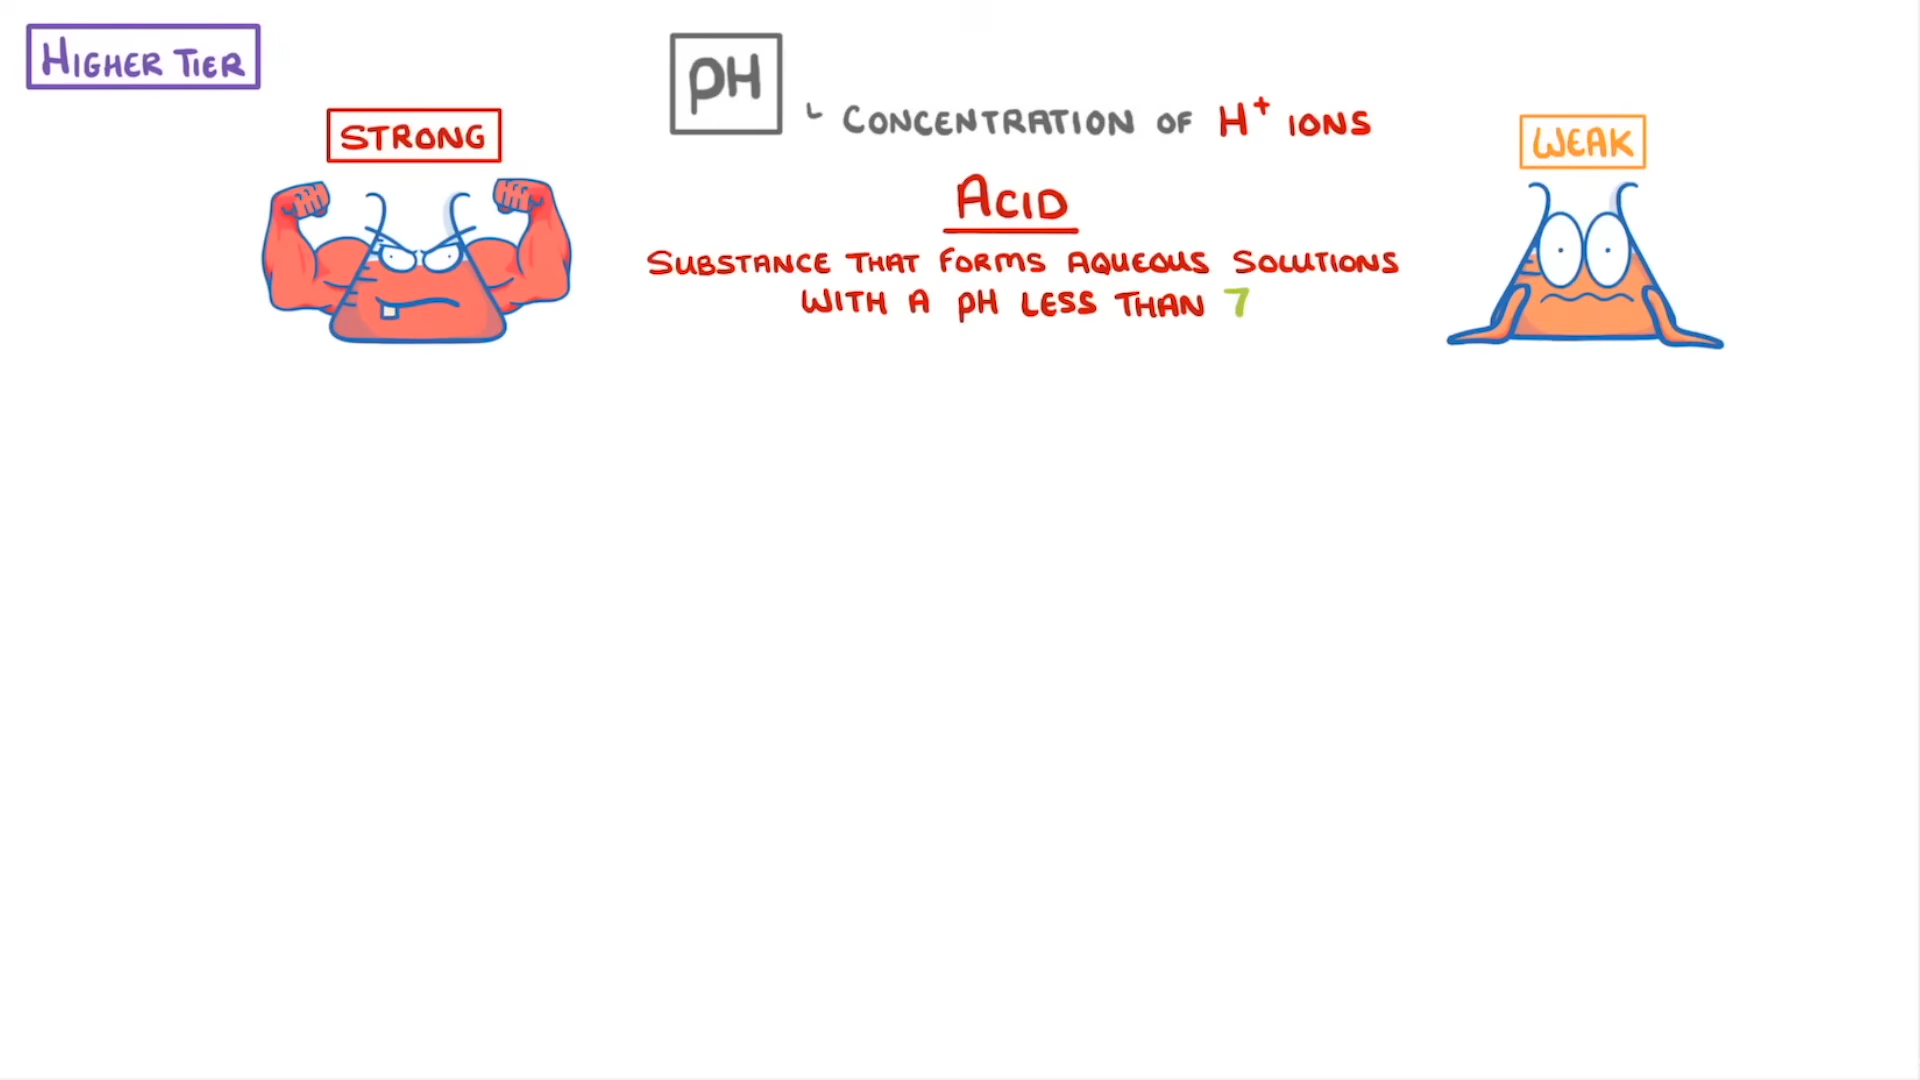 HIGHER TIER
pH
CONCENTRATION OF H⁺ IONS
STRONG
WEAK
ACID
SUBSTANCE THAT FORMS AQUEOUS SOLUTIONS
WITH A pH LESS THAN 7